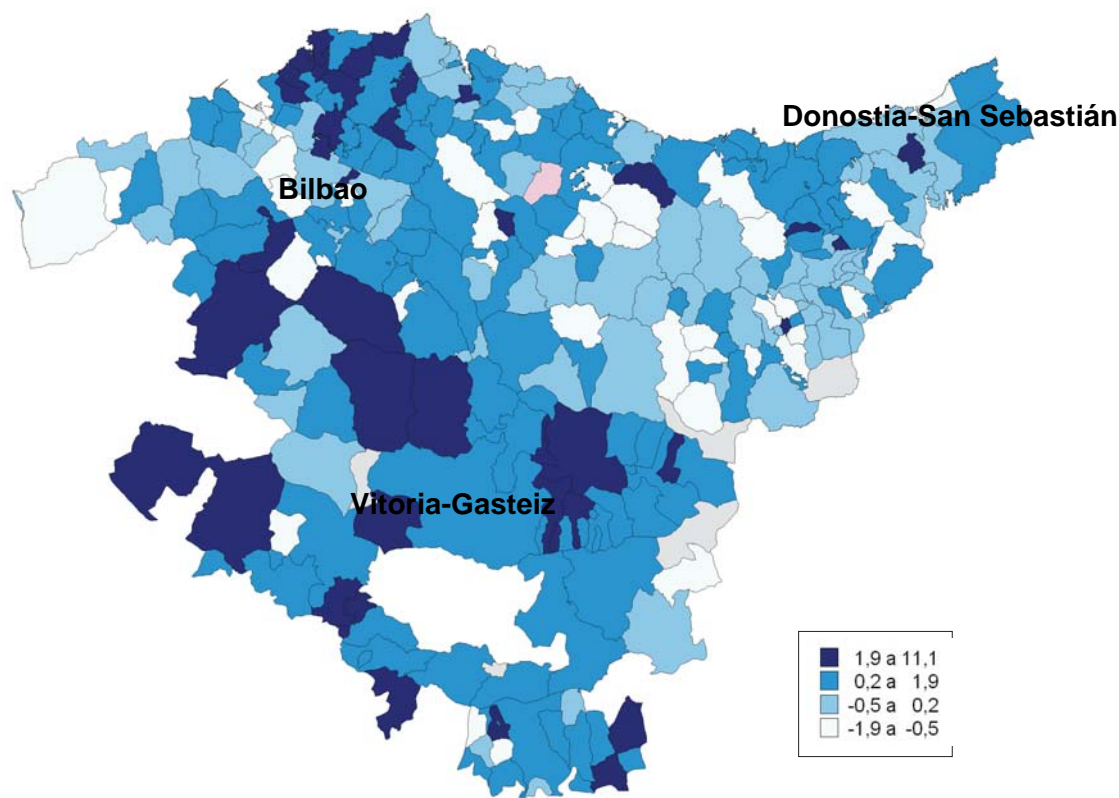 Donostia-San Sebastián
Bilbao
Vitoria-Gasteiz
1,9 a 11,1
0,2 a 1,9
-0,5 a 0,2
-1,9 a -0,5